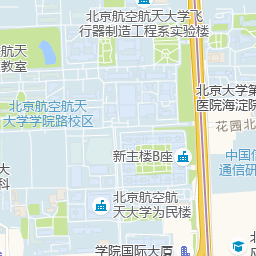 北京航空航天大学飞
行器制造工程系实验楼
航天
教室
北京大学第
医院海淀院
北京航空航天
大学学院路校区
花园北
新主楼B座
中国信
通信研
大
科
北京航空航
天大学为民楼
学院国际大厦
北